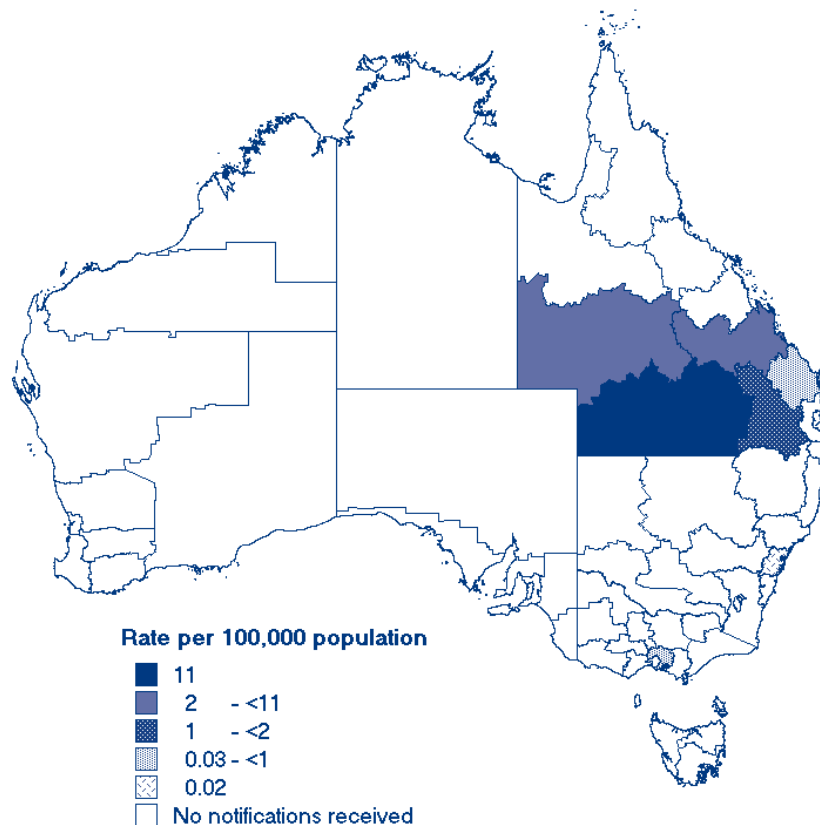 Rate per 100,000 population
11
2 - <11
1 - <2
0.03 - <1
0.02
No notifications received